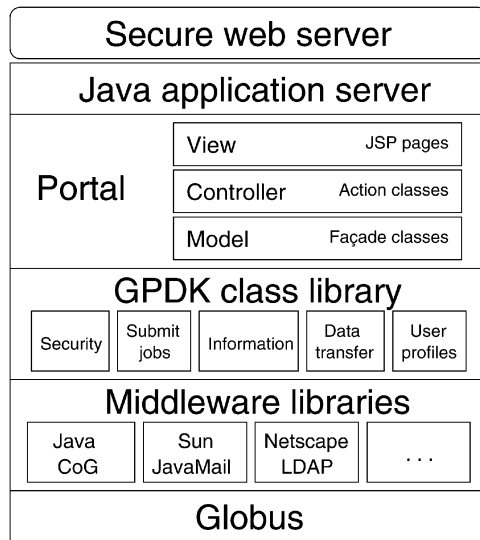 Secure web server
Java application server
Portal
View JSP pages
Controller Action classes
Model Façade classes
GPDK class library
Security
Submit
jobs
Information
Data
transfer
User
profiles
Middleware libraries
Java
CoG
Sun
JavaMail
Netscape
LDAP
. . .
Globus